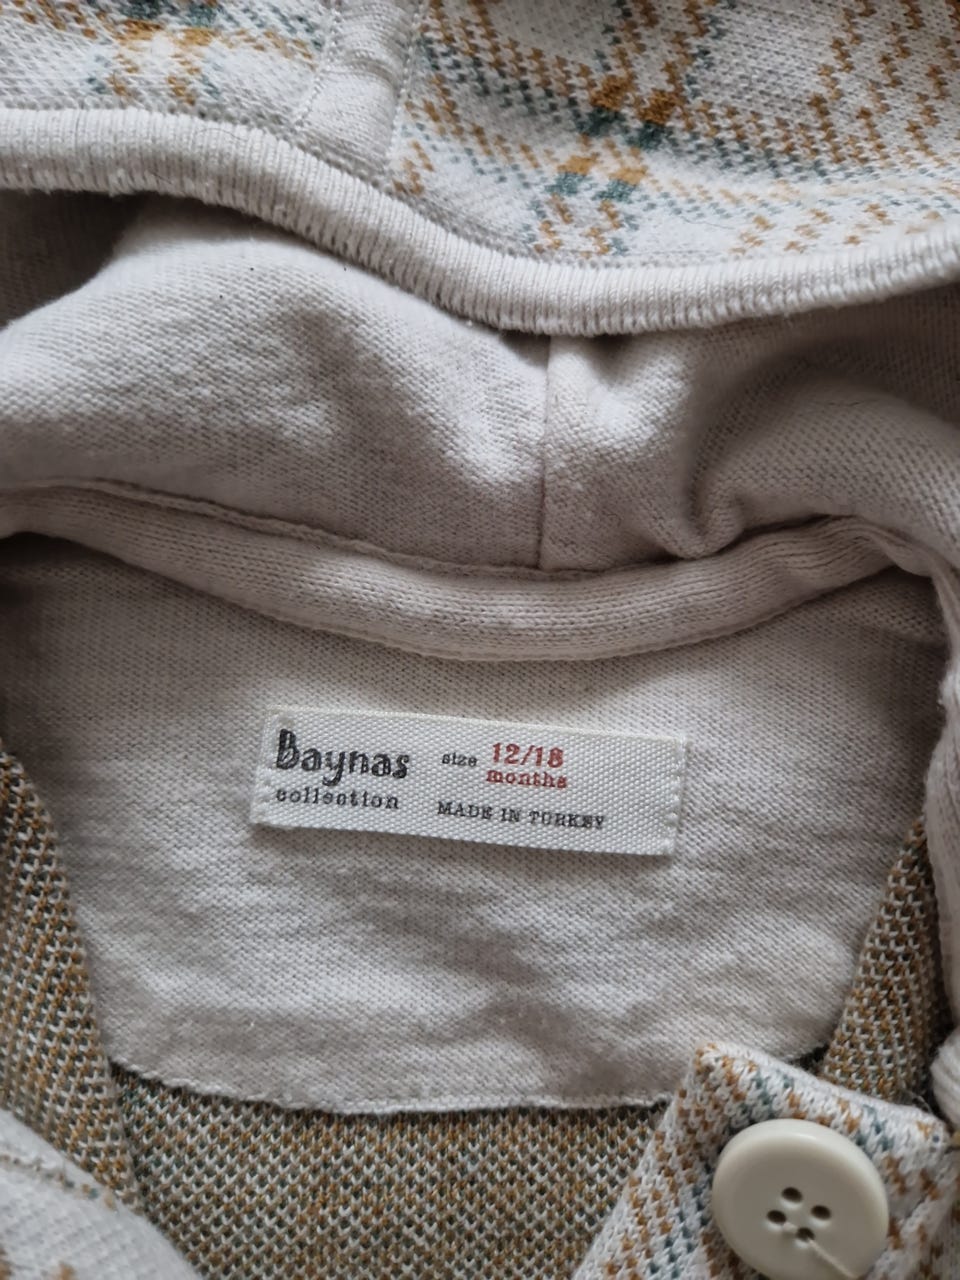 Baynas size 12/18
months
collection MADE IN TURKEY